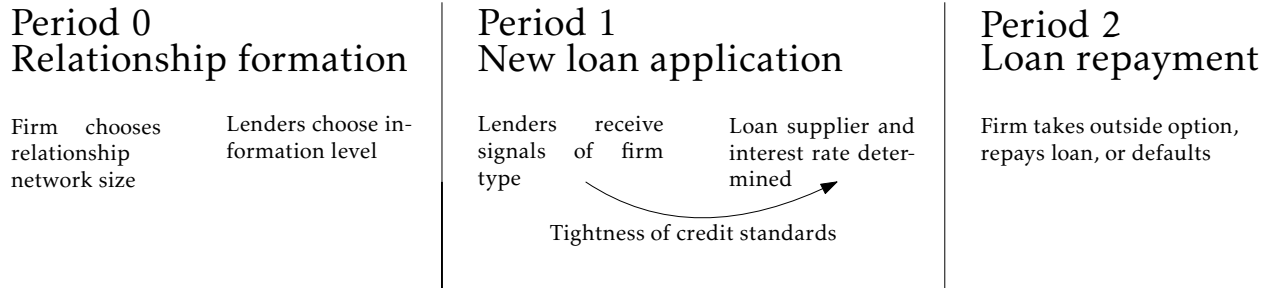 Period 0
Relationship formation
Firm chooses
relationship
network size
Lenders choose in-
formation level
Period 1
New loan application
Lenders receive
signals of firm
type
Loan supplier and
interest rate deter-
mined
Tightness of credit standards
Period 2
Loan repayment
Firm takes outside option,
repays loan, or defaults